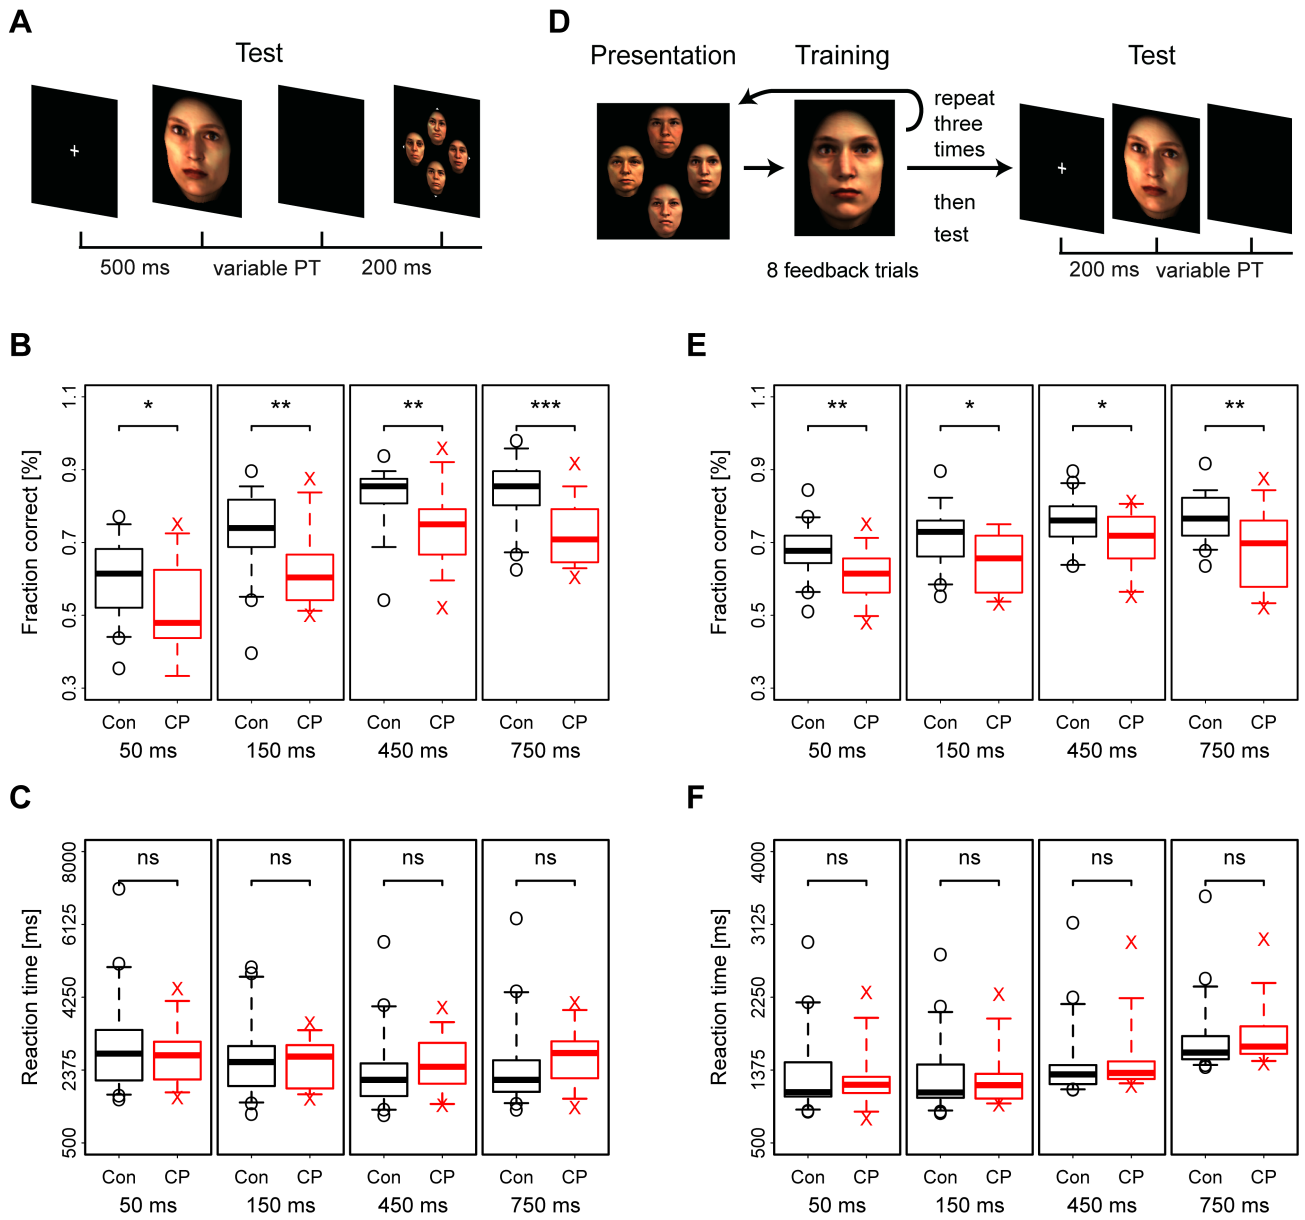 A
Test
500 ms
variable PT
200 ms
D
Presentation
Training
Test
repeat
three
times
then
test
8 feedback trials
200 ms
variable PT
B
Fraction correct [%]
1.1
0.9
0.7
0.5
0.3
*
**
**
***
Con CP Con CP Con CP Con CP
50 ms 150 ms 450 ms 750 ms
E
Fraction correct [%]
1.1
0.9
0.7
0.5
0.3
**
*
*
**
Con CP Con CP Con CP Con CP
50 ms 150 ms 450 ms 750 ms
C
Reaction time [ms]
8000
6125
4250
2375
500
ns ns ns ns
Con CP Con CP Con CP Con CP
50 ms 150 ms 450 ms 750 ms
F
Reaction time [ms]
4000
3125
2250
1375
500
ns ns ns ns
Con CP Con CP Con CP Con CP
50 ms 150 ms 450 ms 750 ms